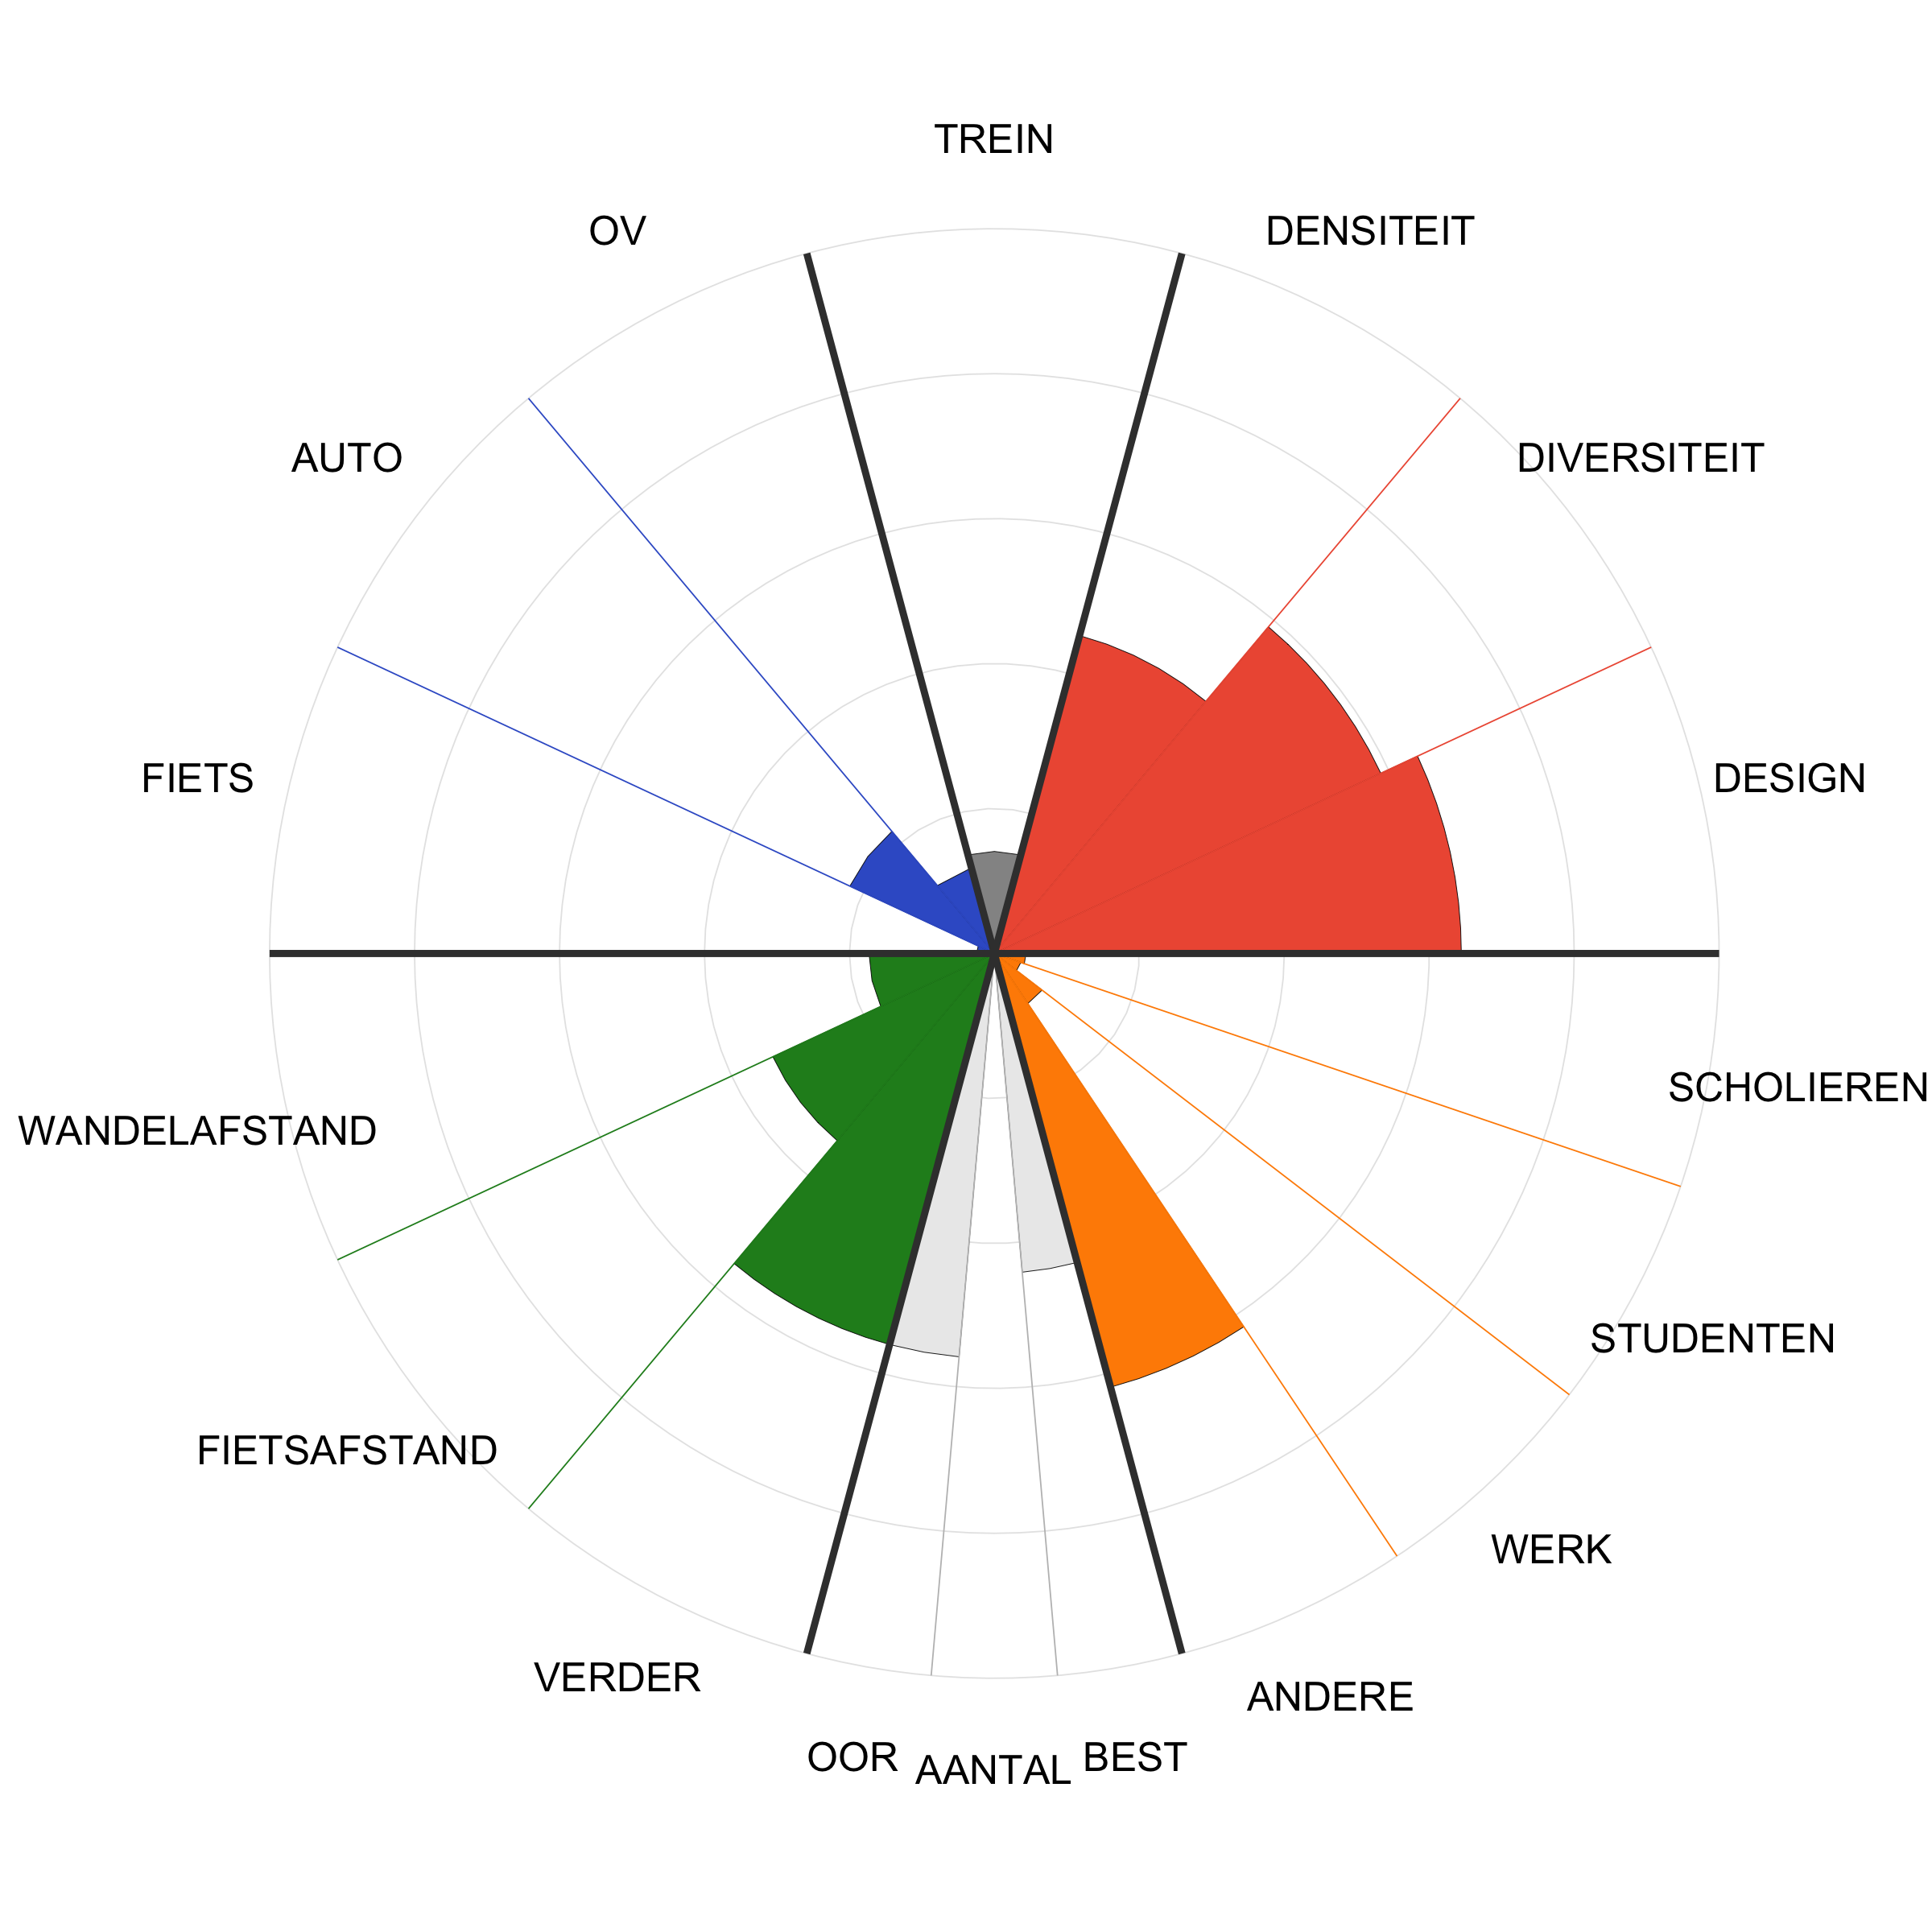 TREIN
OV
DENSITEIT
AUTO
DIVERSITEIT
FIETS
DESIGN
SCHOLIEREN
WANDELAFSTAND
STUDENTEN
FIETSAFSTAND
WERK
VERDER
ANDERE
OOR
AANTAL
BEST